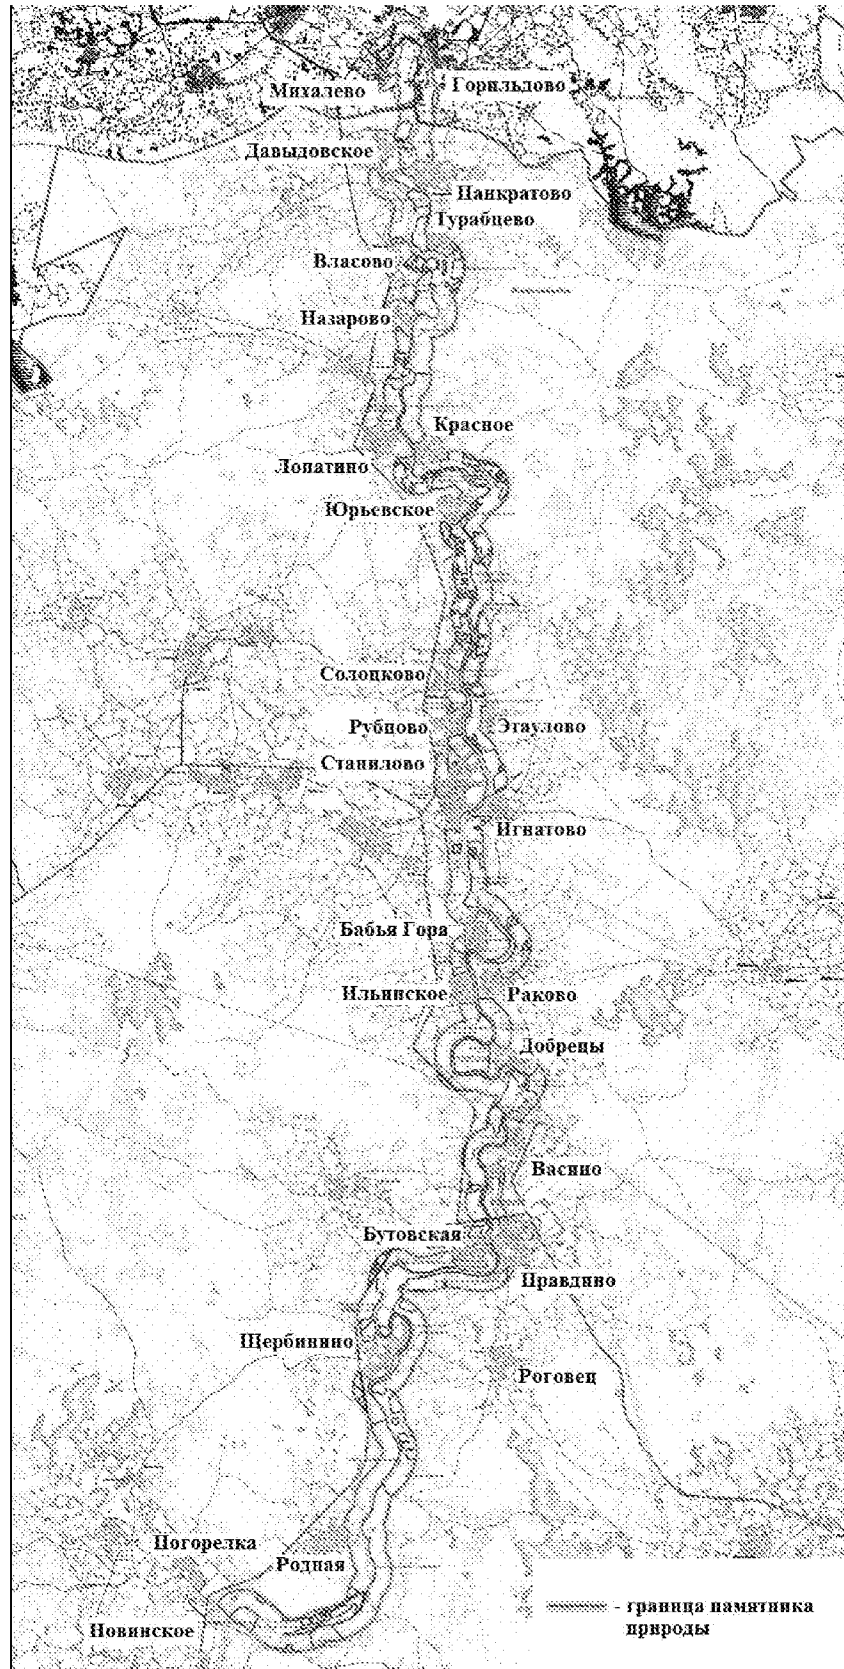 Михалево
Горильдово
Давыдовское
Панкратово
Турабцево
Власово
Назарово
Красное
Лопатино
Юрьевское
Солоцково
Рубцово
Этаулово
Станилово
Игнатово
Бабья Гора
Ильинское
Раково
Добрецы
Васино
Бутовская
Правдино
Щербинино
Роговец
Погорелка
Родная
Новинское
- граница памятника
природы